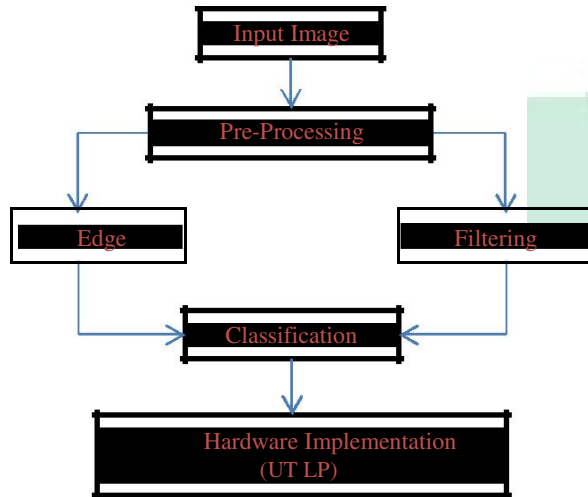 Input Image
Pre-Processing
Edge
Filtering
Classification
Hardware Implementation
(UT LP)